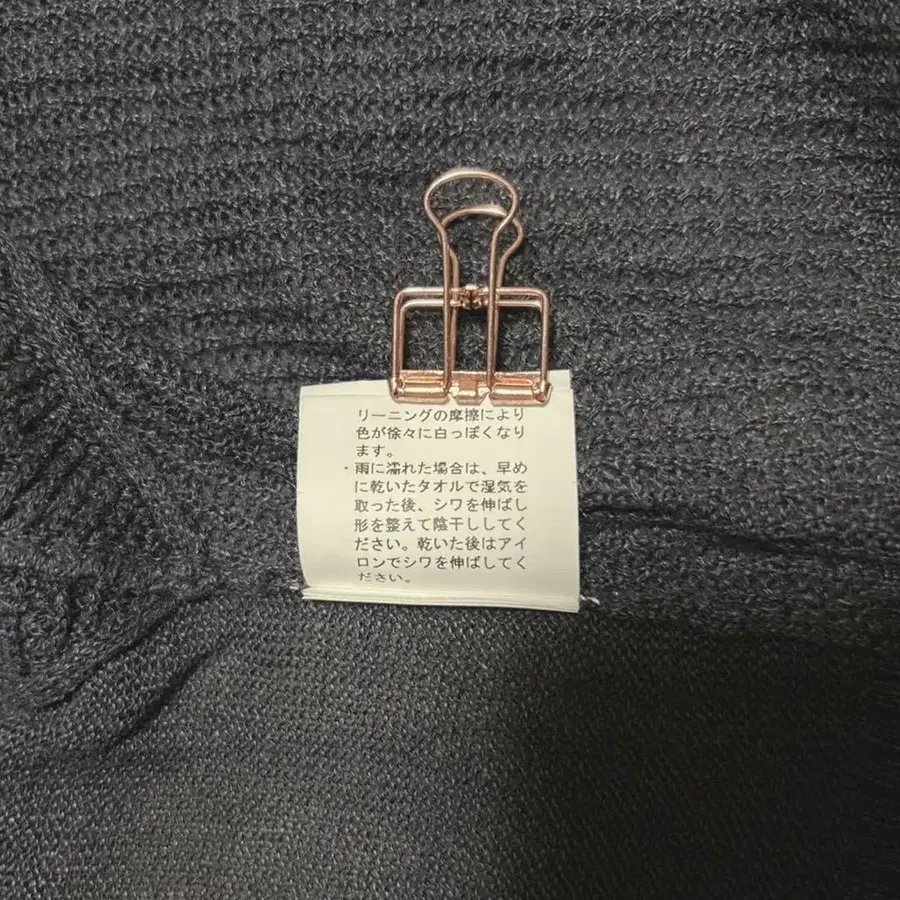 リーニングの摩擦により
色が徐々に白っぽくなり
ます。
・雨に濡れた場合は、早め
に乾いたタオルで湿気を
取った後、シワを伸ばし
形を整えて陰干ししてく
ださい。乾いた後はアイ
ロンでシワを伸ばしてく
ださい。